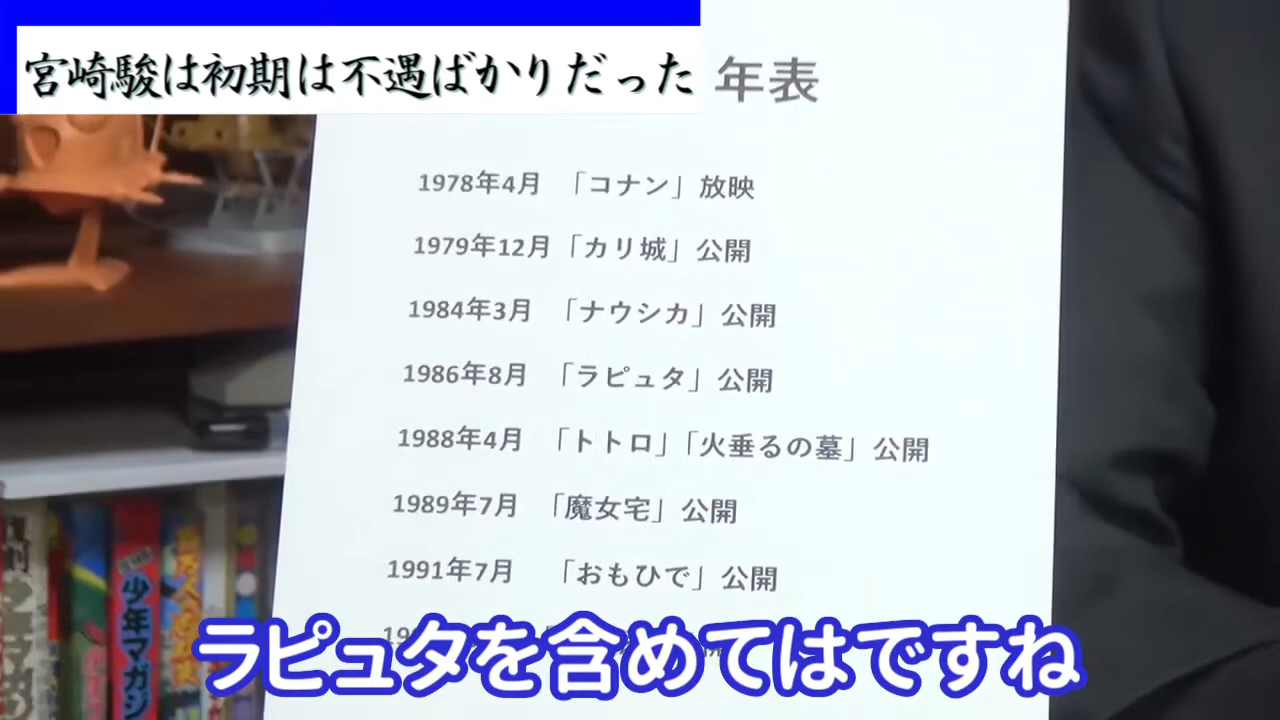 宮崎駿は初期は不遇ばかりだった
年表
1978年4月 「コナン」放映
1979年12月「カリ城」公開
1984年3月 「ナウシカ」公開
1986年8月 「ラピュタ」公開
1988年4月 「トトロ」「火垂るの墓」公開
1989年7月 「魔女宅」公開
1991年7月 「おもひで」公開
ラピュタを含めてはですね
少年マガジ